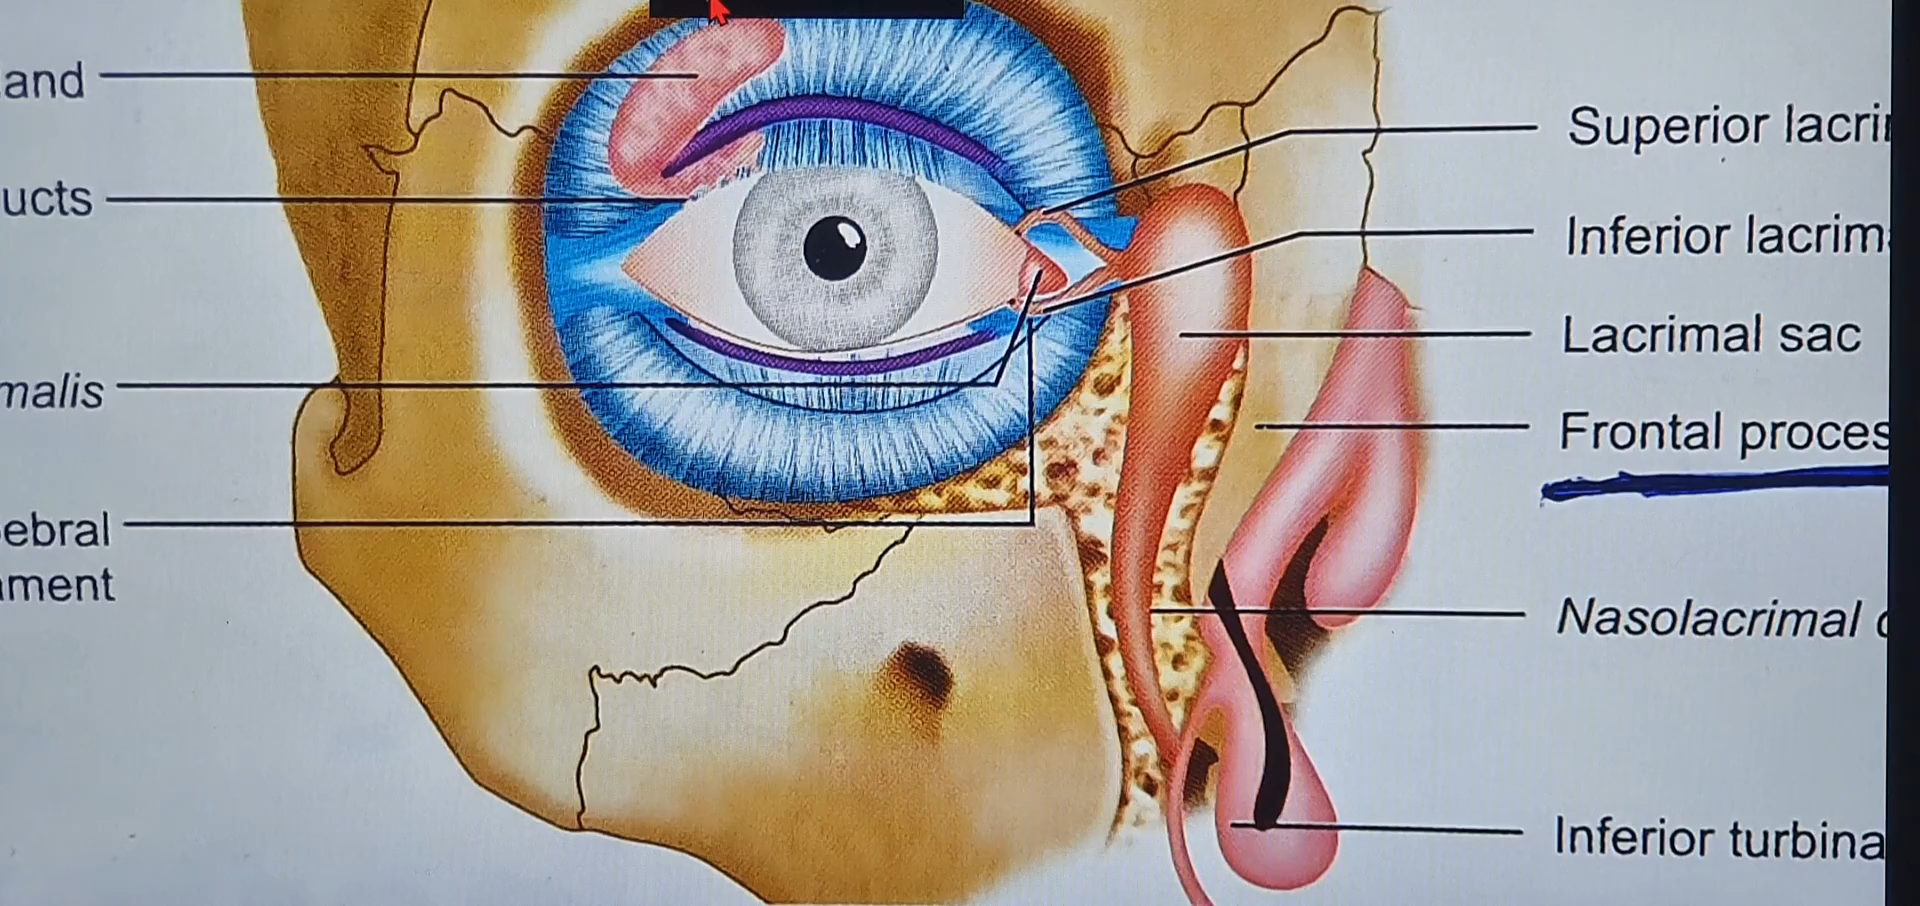 and
ucts
malis
ebral
ment
Superior lacri
Inferior lacrim
Lacrimal sac
Frontal proces
Nasolacrimal
Inferior turbina